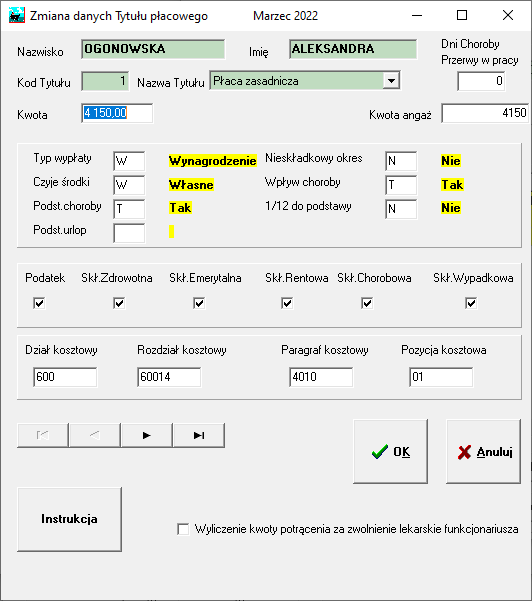 Zmiana danych Tytułu płacowego Marzec 2022
Nazwisko OGONOWSKA Imię ALEKSANDRA Dni Choroby
Przerwy w pracy
Kod Tytułu 1 Nazwa Tytułu Płaca zasadnicza 0
Kwota 4 150,00 Kwota angaż 4150
Typ wypłaty W Wynagrodzenie Nieskładkowy okres N Nie
Czyje środki W Własne Wpływ choroby T Tak
Podst.choroby T Tak 1/12 do podstawy N Nie
Podst.urlop
Podatek Skł.Zdrowotna Skł.Emerytalna Skł.Rentowa Skł.Chorobowa Skł.Wypadkowa
Dział kosztowy Rozdział kosztowy Paragraf kosztowy Pozycja kosztowa
600 60014 4010 01
OK Anuluj
Instrukcja
Wyliczenie kwoty potrącenia za zwolnienie lekarskie funkcjonariusza